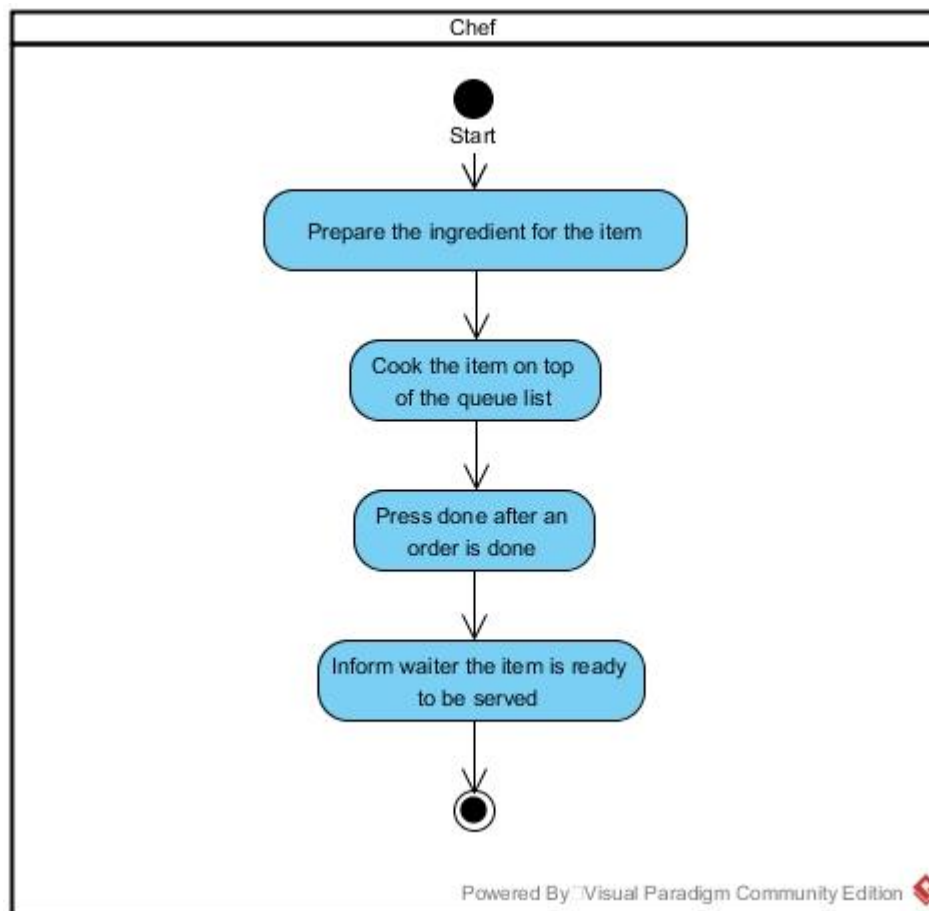 Chef
Start
Prepare the ingredient for the item
Cook the item on top
of the queue list
Press done after an
order is done
Inform waiter the item is ready
to be served
Powered By Visual Paradigm Community Edition